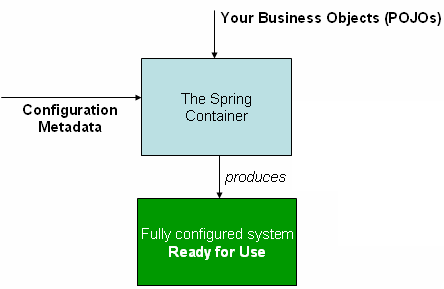 Your Business Objects (POJOs)
The Spring
Container
Configuration
Metadata
produces
Fully configured system
Ready for Use